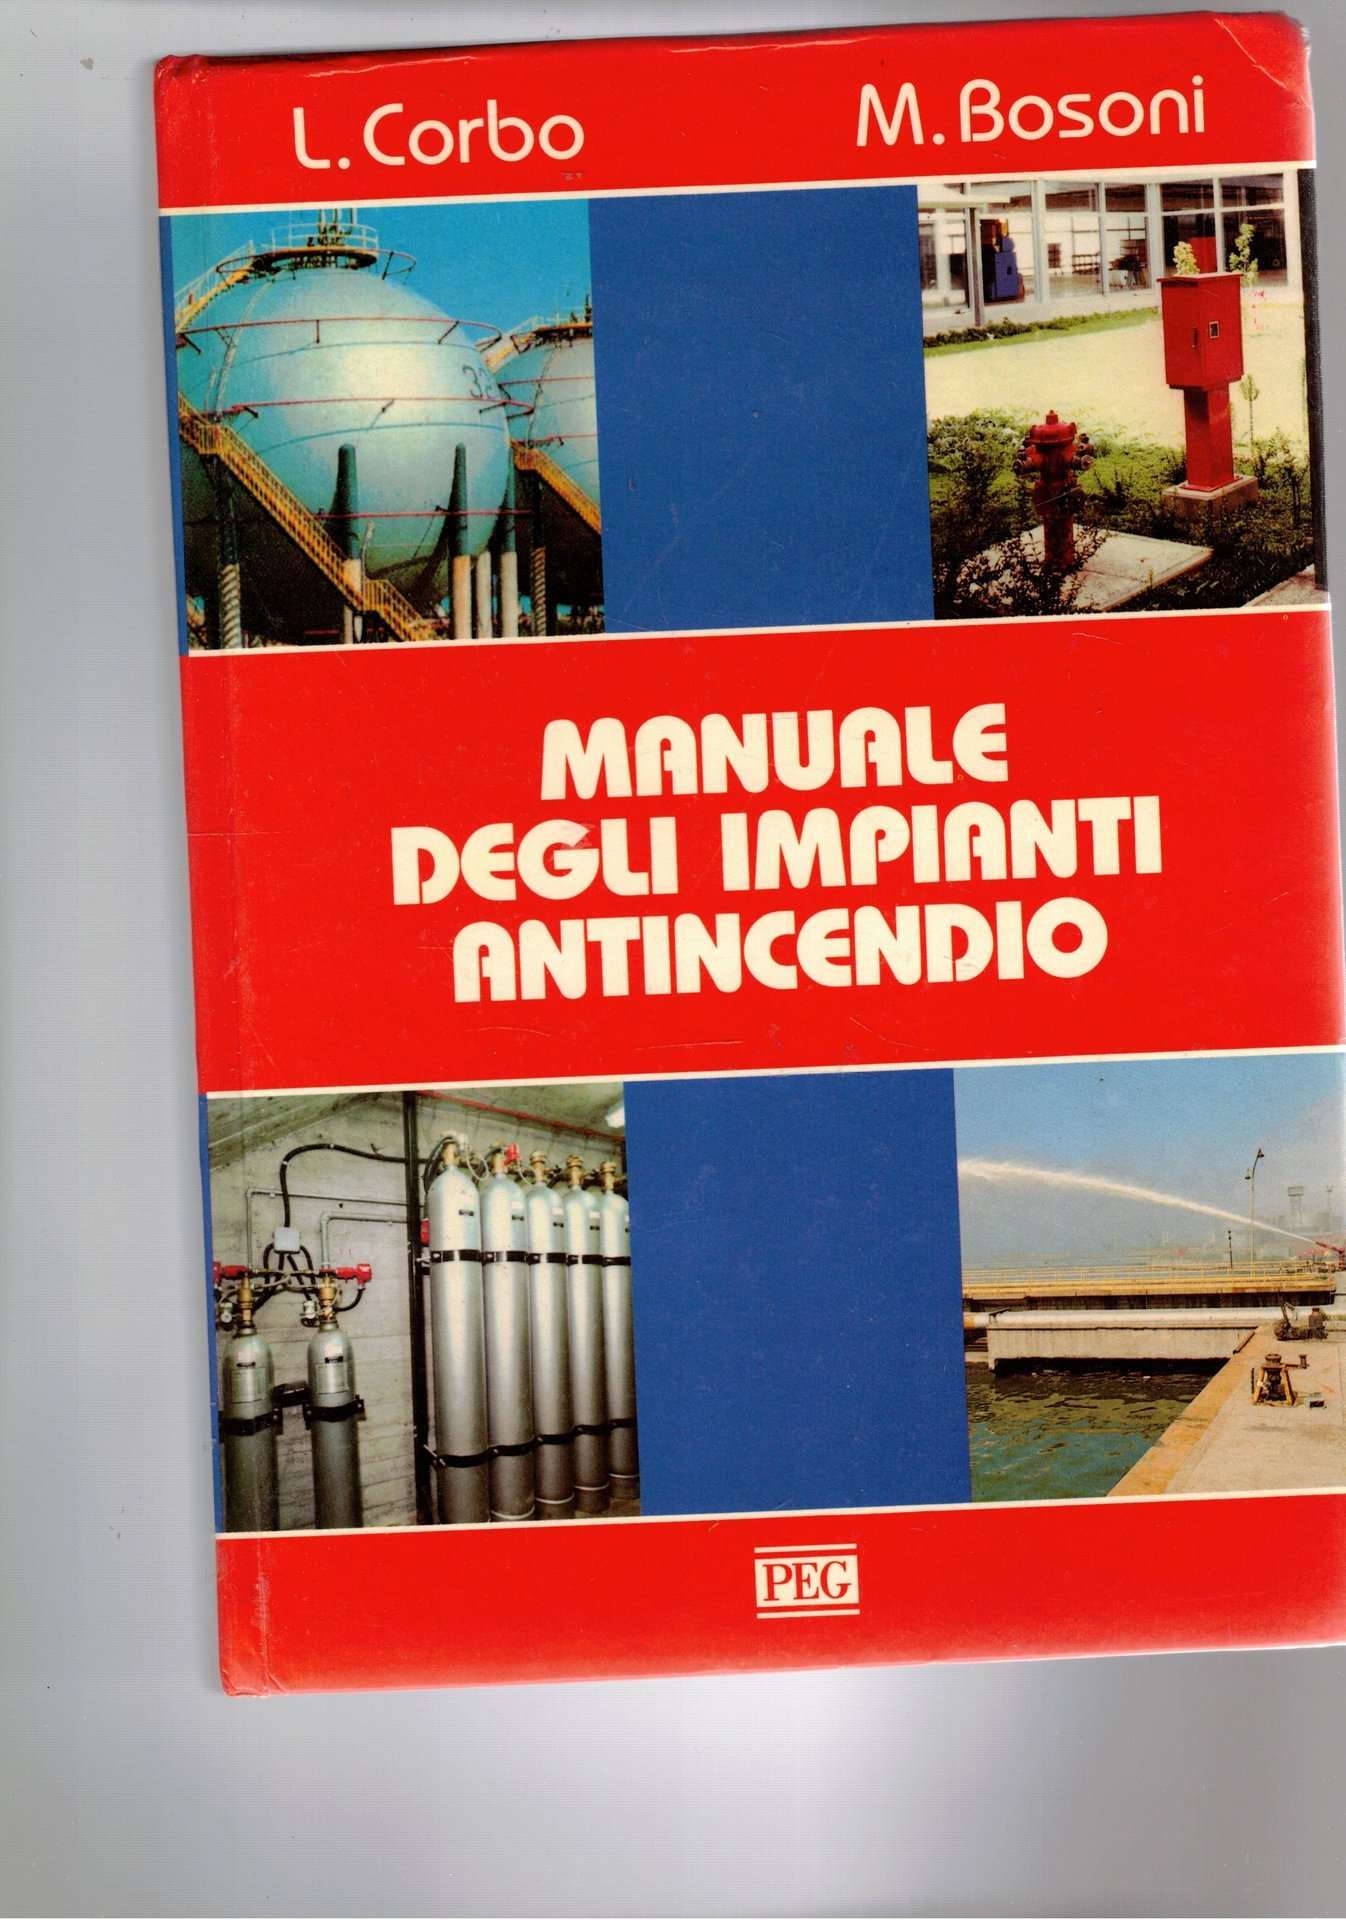 L. Corbo M. Bosoni
MANUALE
DEGLI IMPIANTI
ANTINCENDIO
PEG